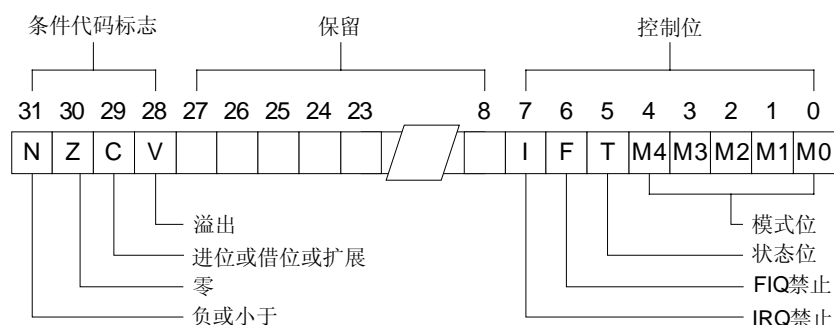 条件代码标志 保留 控制位
31 30 29 28 27 26 25 24 23 8 7 6 5 4 3 2 1 0
N Z C V I F T M4 M3 M2 M1 M0
溢出 模式位
进位或借位或扩展 状态位
零 FIQ禁止
负或小于 IRQ禁止